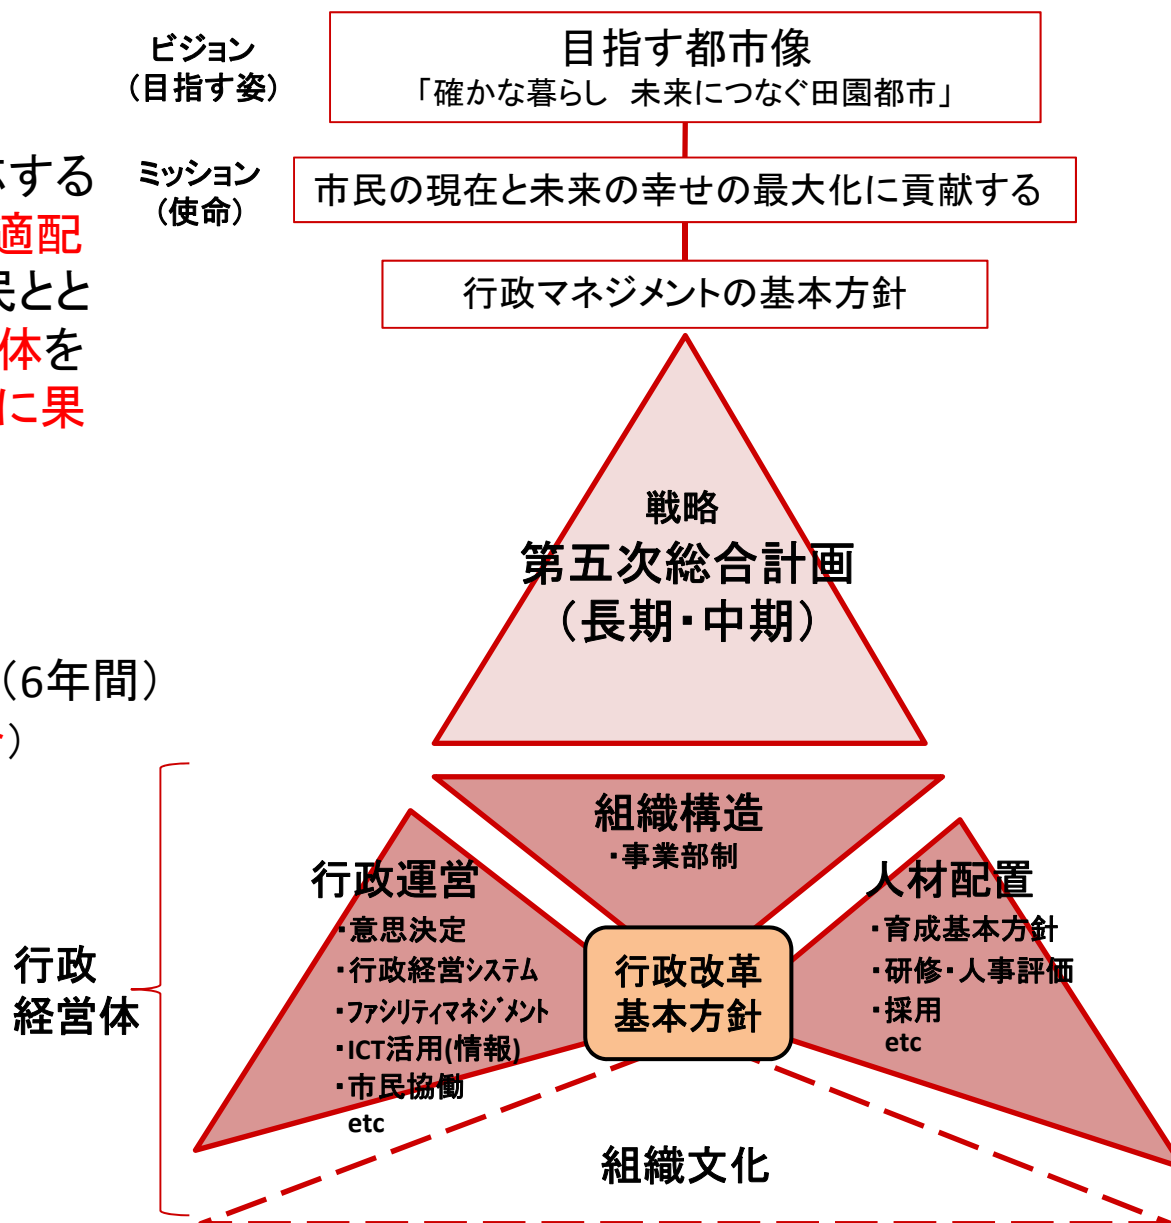 ビジョン
（目指す姿）
目指す都市像
「確かな暮らし　未来につなぐ田園都市」
ミッション
（使命）
市民の現在と未来の幸せの最大化に貢献する
行政マネジメントの基本方針
する
適配
民とと
体を
に果
（6年間）
）
戦略
第五次総合計画
（長期・中期）
行政
経営体
組織構造
・事業部制
行政運営
・意思決定
・行政経営システム
・ファシリティマネジメント
・ICT活用(情報)
・市民協働
etc
行政改革
基本方針
人材配置
・育成基本方針
・研修・人事評価
・採用
etc
組織文化